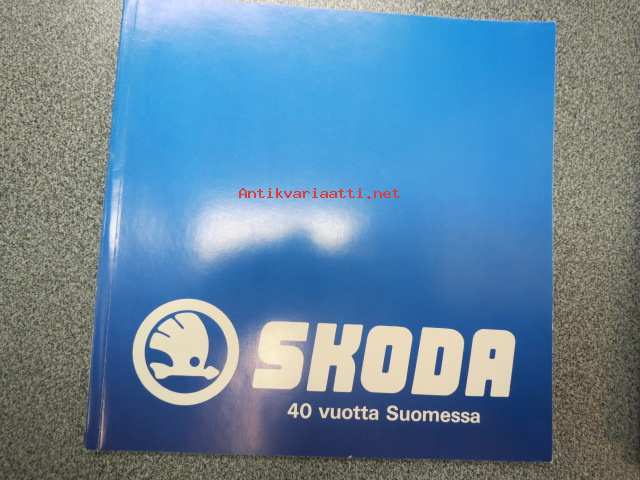 Antikvariaatti.net
SKODA
40 vuotta Suomessa